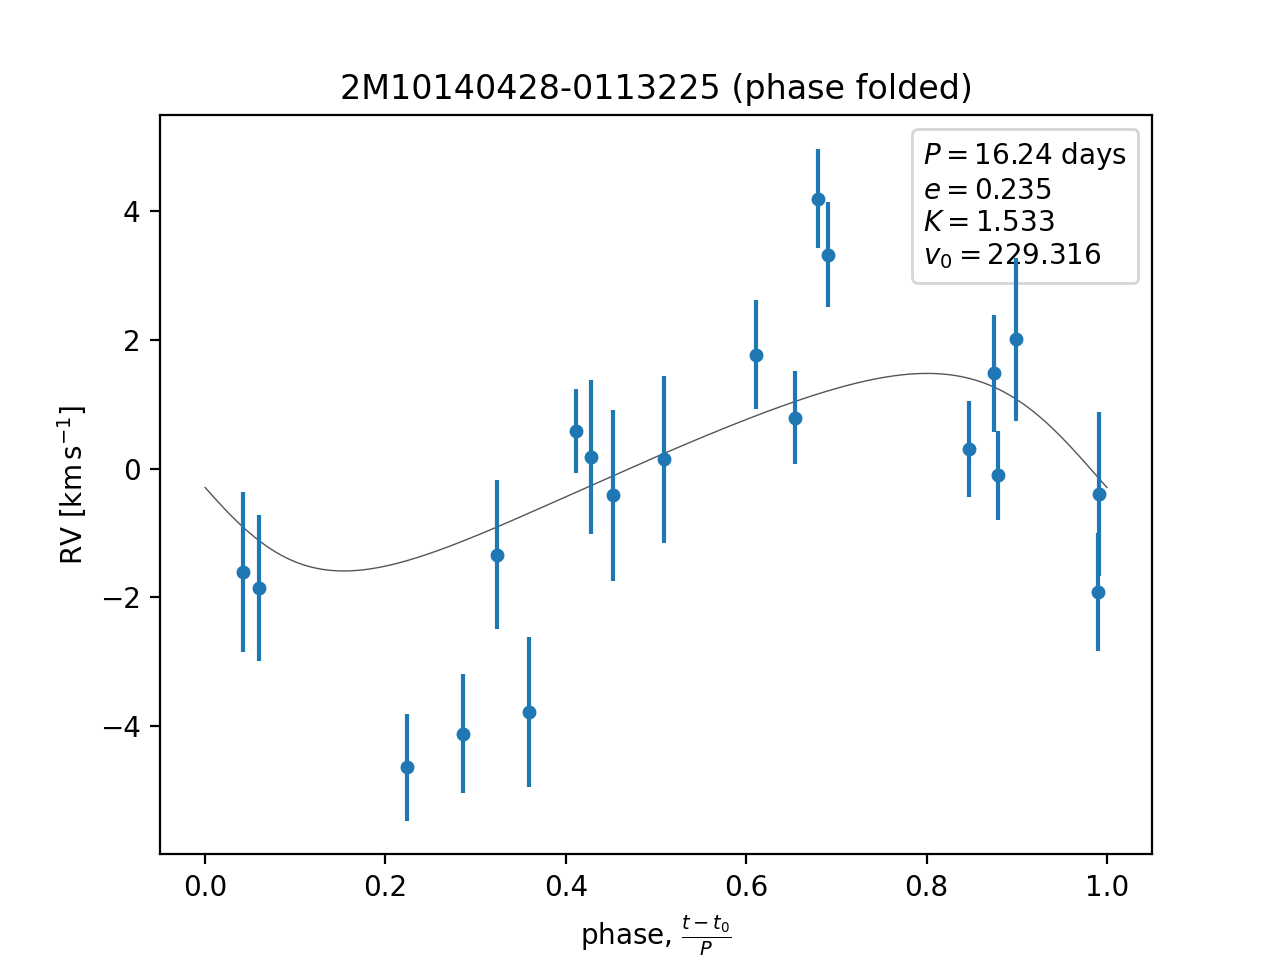 2M10140428-0113225 (phase folded)
P = 16.24 days
e = 0.235
K = 1.533
v₀ = 229.316
RV [km s⁻¹]
4
2
0
−2
−4
0.0 0.2 0.4 0.6 0.8 1.0
phase, (t − t₀)/P